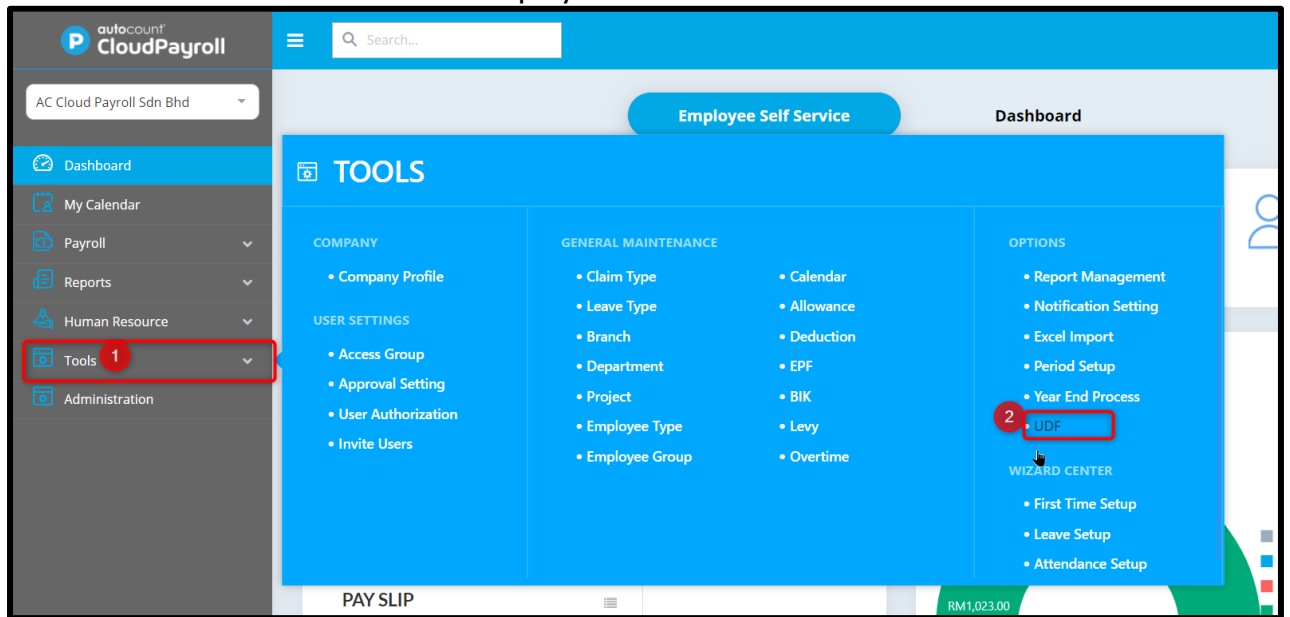 autocount
CloudPayroll
Search...
AC Cloud Payroll Sdn Bhd
Employee Self Service
Dashboard
Dashboard
My Calendar
Payroll
Reports
Human Resource
Tools
1
Administration
TOOLS
COMPANY
• Company Profile
USER SETTINGS
• Access Group
• Approval Setting
• User Authorization
• Invite Users
GENERAL MAINTENANCE
• Claim Type
• Leave Type
• Branch
• Department
• Project
• Employee Type
• Employee Group
• Calendar
• Allowance
• Deduction
• EPF
• BIK
• Levy
• Overtime
OPTIONS
• Report Management
• Notification Setting
• Excel Import
• Period Setup
• Year End Process
2
• UDF
WIZARD CENTER
• First Time Setup
• Leave Setup
• Attendance Setup
PAY SLIP
RM1,023.00